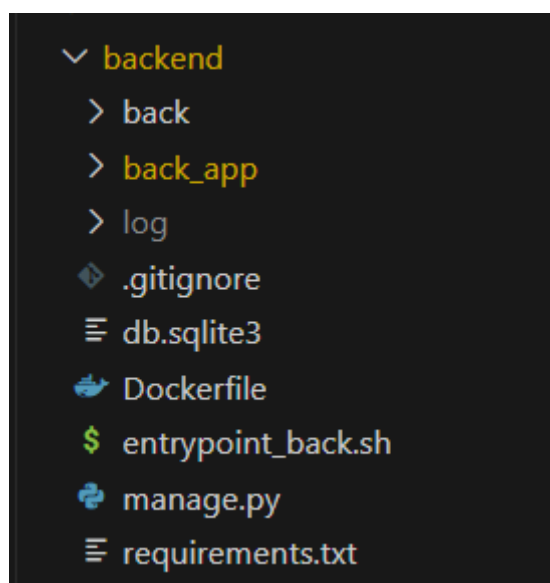 backend
back
back_app
log
.gitignore
db.sqlite3
Dockerfile
$ entrypoint_back.sh
manage.py
requirements.txt